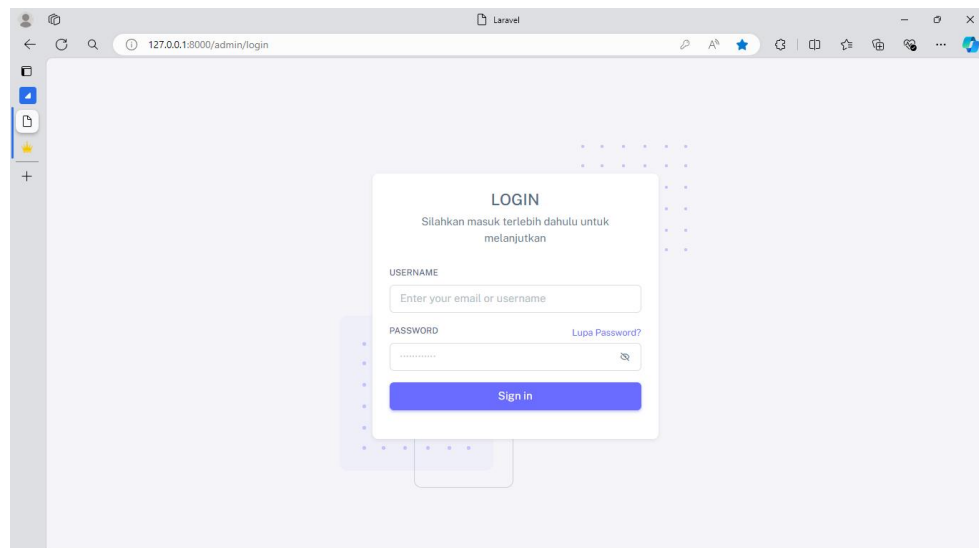 Laravel
127.0.0.1:8000/admin/login
LOGIN
Silahkan masuk terlebih dahulu untuk
melanjutkan
USERNAME
Enter your email or username
PASSWORD
Lupa Password?
Sign in